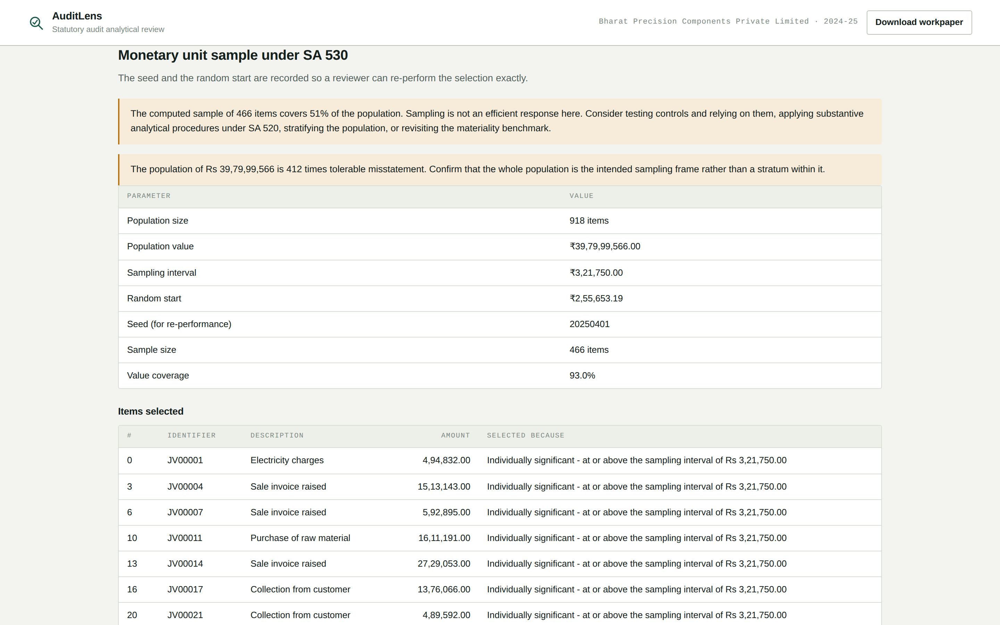 AuditLens
Statutory audit analytical review
Bharat Precision Components Private Limited · 2024-25
Download workpaper
Monetary unit sample under SA 530
The seed and the random start are recorded so a reviewer can re-perform the selection exactly.
The computed sample of 466 items covers 51% of the population. Sampling is not an efficient response here. Consider testing controls and relying on them, applying substantive
analytical procedures under SA 520, stratifying the population, or revisiting the materiality benchmark.
The population of Rs 39,79,99,566 is 412 times tolerable misstatement. Confirm that the whole population is the intended sampling frame rather than a stratum within it.
PARAMETER VALUE
Population size 918 items
Population value ₹39,79,99,566.00
Sampling interval ₹3,21,750.00
Random start ₹2,55,653.19
Seed (for re-performance) 20250401
Sample size 466 items
Value coverage 93.0%
Items selected
# IDENTIFIER DESCRIPTION AMOUNT SELECTED BECAUSE
0 JV00001 Electricity charges 4,94,832.00 Individually significant - at or above the sampling interval of Rs 3,21,750.00
3 JV00004 Sale invoice raised 15,13,143.00 Individually significant - at or above the sampling interval of Rs 3,21,750.00
6 JV00007 Sale invoice raised 5,92,895.00 Individually significant - at or above the sampling interval of Rs 3,21,750.00
10 JV00011 Purchase of raw material 16,11,191.00 Individually significant - at or above the sampling interval of Rs 3,21,750.00
13 JV00014 Sale invoice raised 27,29,053.00 Individually significant - at or above the sampling interval of Rs 3,21,750.00
16 JV00017 Collection from customer 13,76,066.00 Individually significant - at or above the sampling interval of Rs 3,21,750.00
20 JV00021 Collection from customer 4,89,592.00 Individually significant - at or above the sampling interval of Rs 3,21,750.00